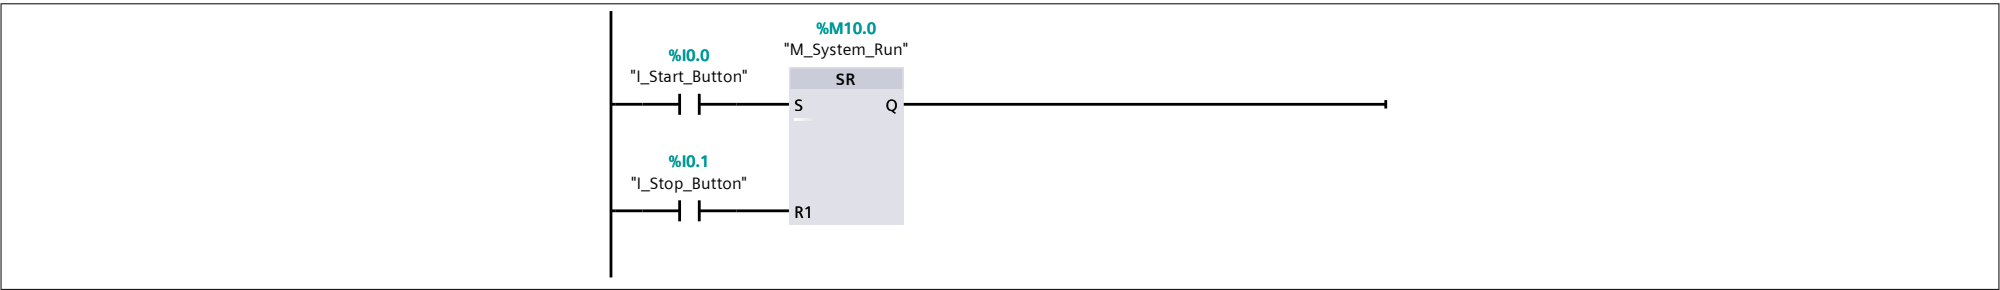 %M10.0
"M_System_Run"
%I0.0
"I_Start_Button"
SR
S
Q
%I0.1
"I_Stop_Button"
R1